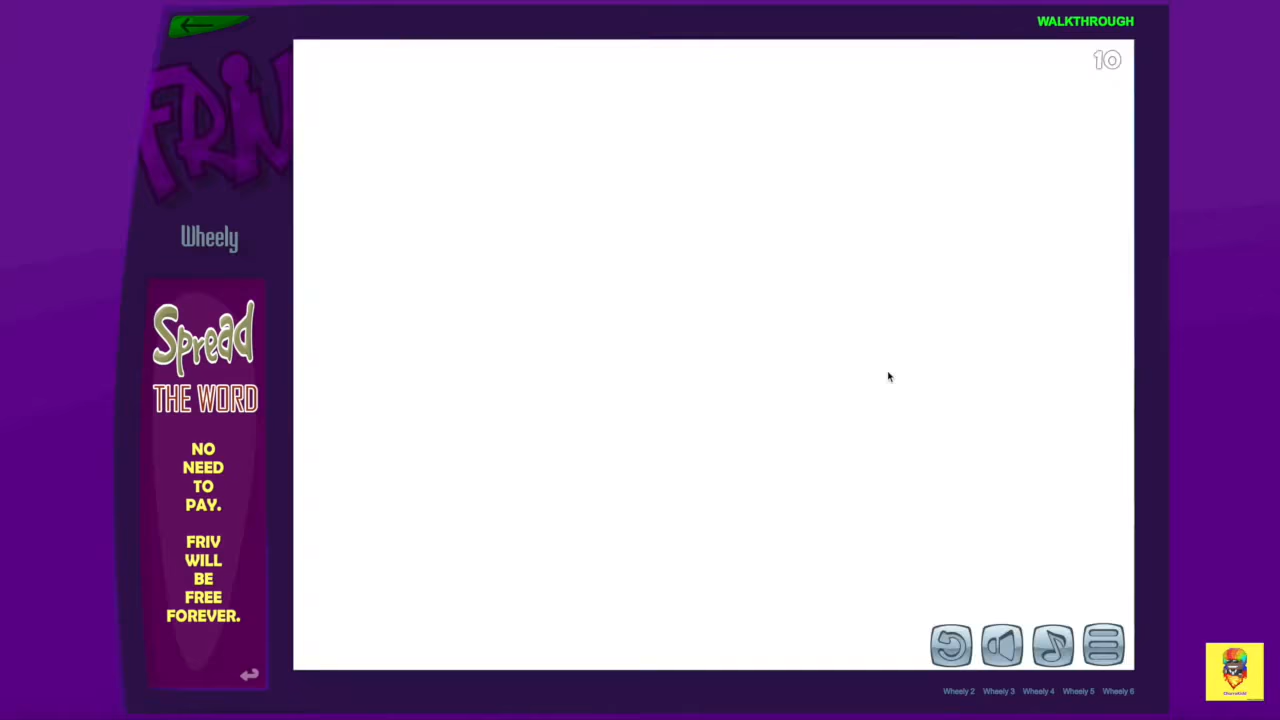 WALKTHROUGH
10
FRIV
Wheely
Spread
THE WORD
NO
NEED
TO
PAY.
FRIV
WILL
BE
FREE
FOREVER.
Wheely 2 Wheely 3 Wheely 4 Wheely 5 Wheely 6